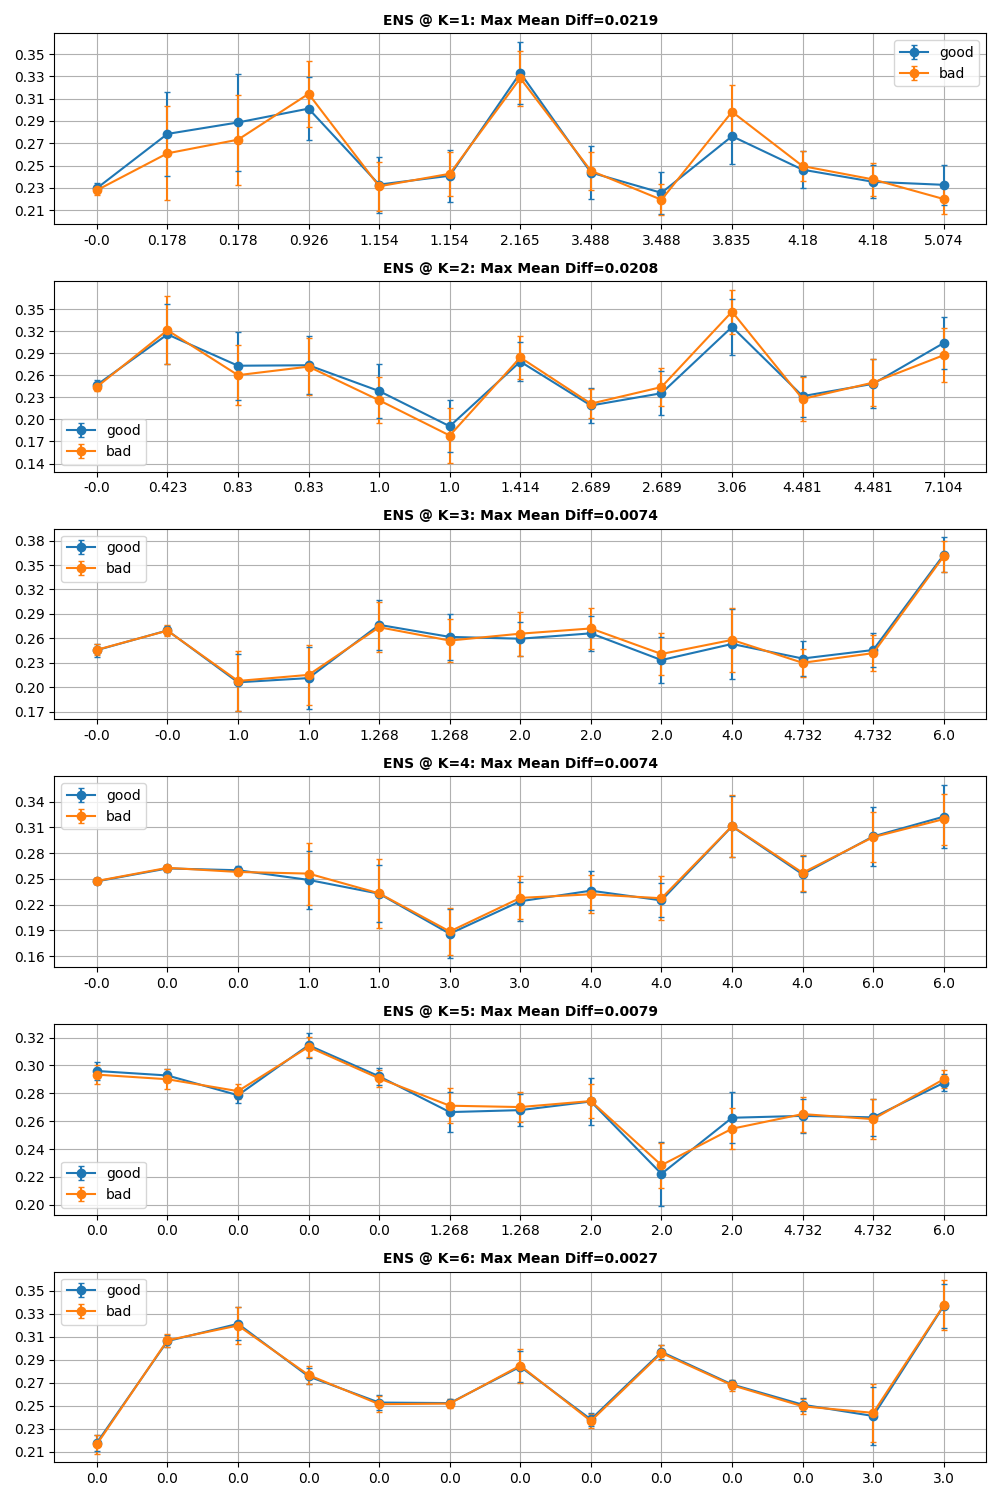 ENS @ K=1: Max Mean Diff=0.0219
0.35
0.33
0.31
0.29
0.27
0.25
0.23
0.21
good
bad
-0.0 0.178 0.178 0.926 1.154 1.154 2.165 3.488 3.488 3.835 4.18 4.18 5.074
ENS @ K=2: Max Mean Diff=0.0208
0.35
0.32
0.29
0.26
0.23
0.20
0.17
0.14
good
bad
-0.0 0.423 0.83 0.83 1.0 1.0 1.414 2.689 2.689 3.06 4.481 4.481 7.104
ENS @ K=3: Max Mean Diff=0.0074
0.38
0.35
0.32
0.29
0.26
0.23
0.20
0.17
good
bad
-0.0 -0.0 1.0 1.0 1.268 1.268 2.0 2.0 2.0 4.0 4.732 4.732 6.0
ENS @ K=4: Max Mean Diff=0.0074
0.34
0.31
0.28
0.25
0.22
0.19
0.16
good
bad
-0.0 0.0 0.0 1.0 1.0 3.0 3.0 4.0 4.0 4.0 4.0 6.0 6.0
ENS @ K=5: Max Mean Diff=0.0079
0.32
0.30
0.28
0.26
0.24
0.22
0.20
good
bad
0.0 0.0 0.0 0.0 0.0 1.268 1.268 2.0 2.0 2.0 4.732 4.732 6.0
ENS @ K=6: Max Mean Diff=0.0027
0.35
0.33
0.31
0.29
0.27
0.25
0.23
0.21
good
bad
0.0 0.0 0.0 0.0 0.0 0.0 0.0 0.0 0.0 0.0 0.0 3.0 3.0